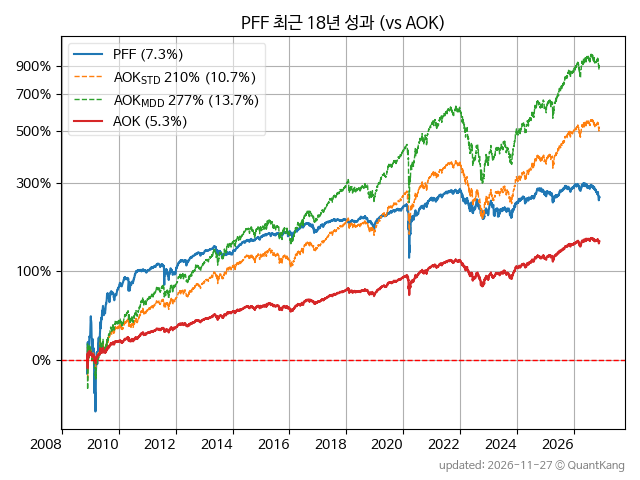 PFF 최근 18년 성과 (vs AOK)
PFF (7.3%)
AOK_STD 210% (10.7%)
AOK_MDD 277% (13.7%)
AOK (5.3%)
900%
700%
500%
300%
100%
0%
2008 2010 2012 2014 2016 2018 2020 2022 2024 2026
updated: 2026-11-27 © QuantKang